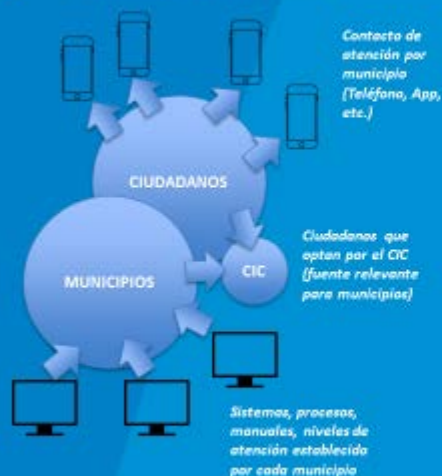 Contacto de
atención por
municipio
(Teléfono, App,
etc.)
CIUDADANOS
Ciudadanos que
optan por el CIC
(fuente relevante
para municipios)
MUNICIPIOS
CIC
Sistemas, procesos,
manuales, niveles de
atención establecido
por cada municipio